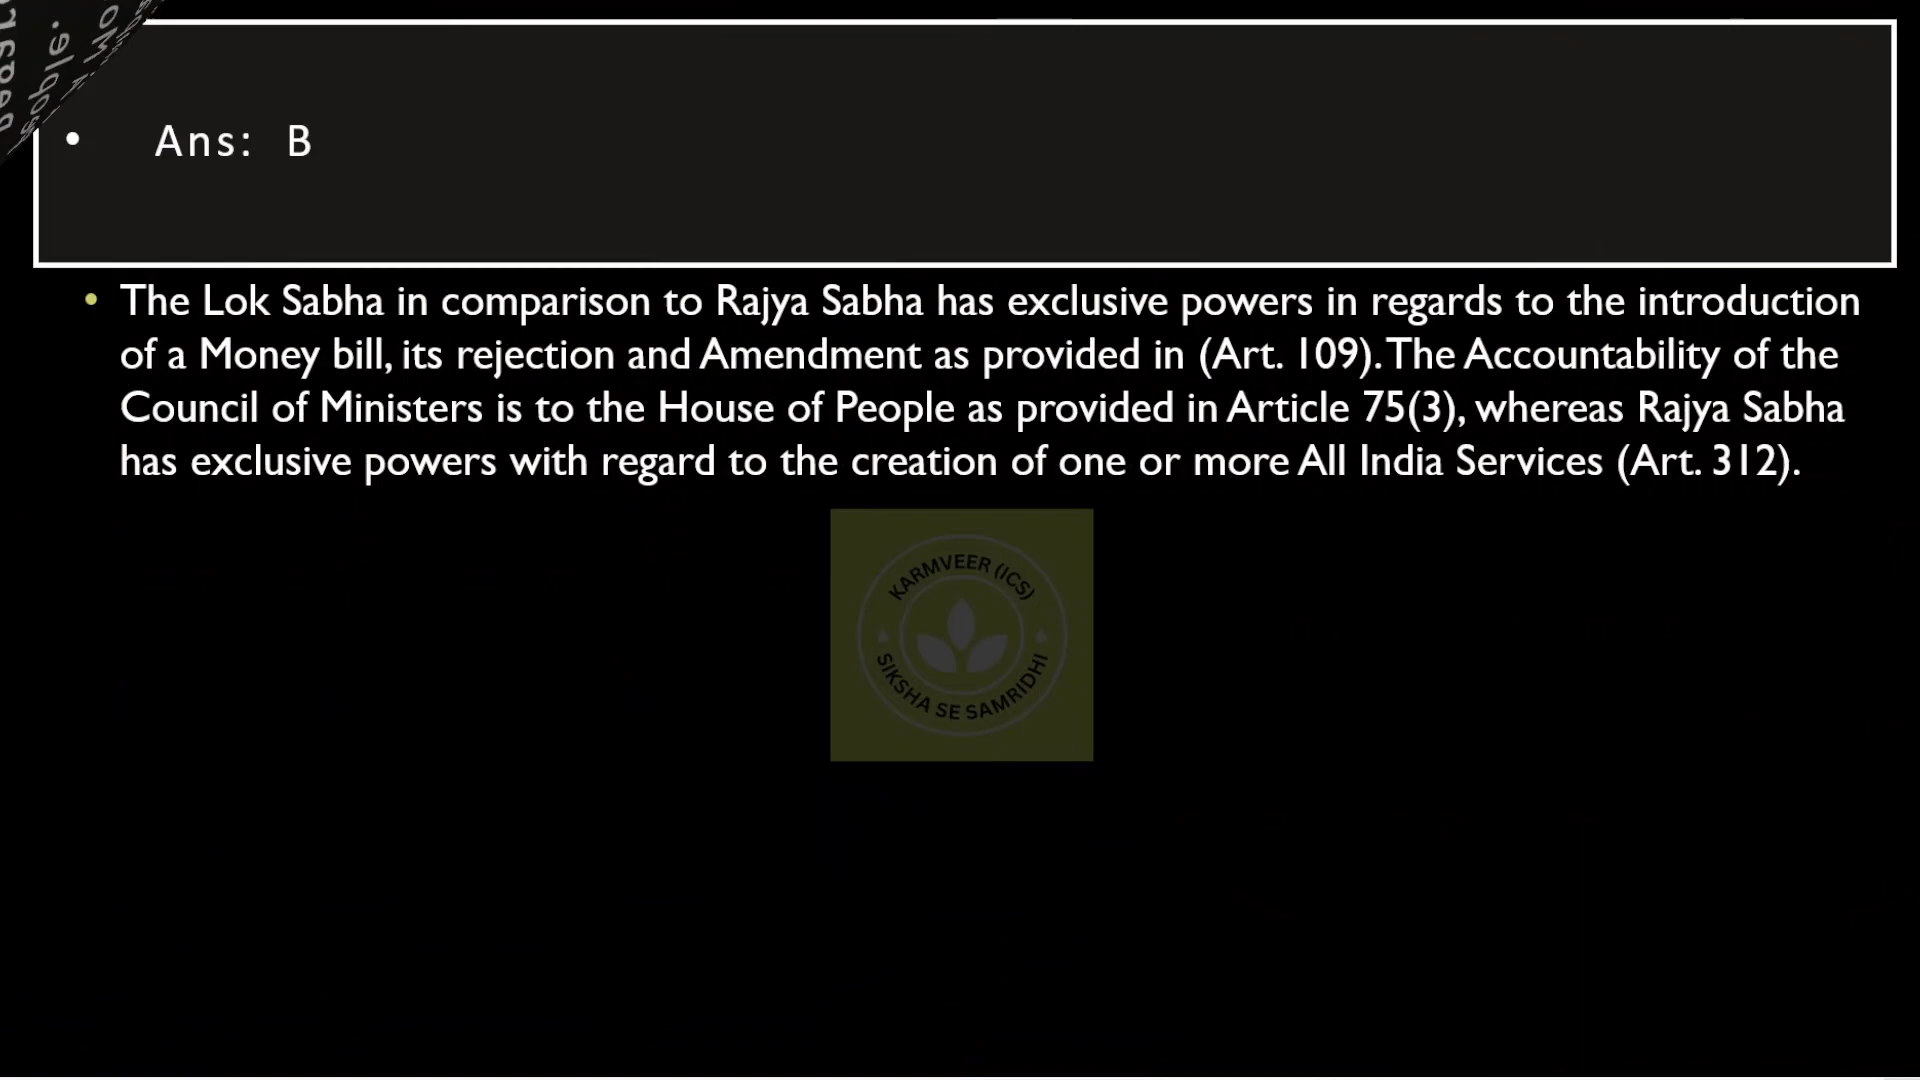 • Ans: B
• The Lok Sabha in comparison to Rajya Sabha has exclusive powers in regards to the introduction
of a Money bill, its rejection and Amendment as provided in (Art. 109). The Accountability of the
Council of Ministers is to the House of People as provided in Article 75(3), whereas Rajya Sabha
has exclusive powers with regard to the creation of one or more All India Services (Art. 312).
KARMVEER (ICS)
SIKSHA SE SAMRIDHI